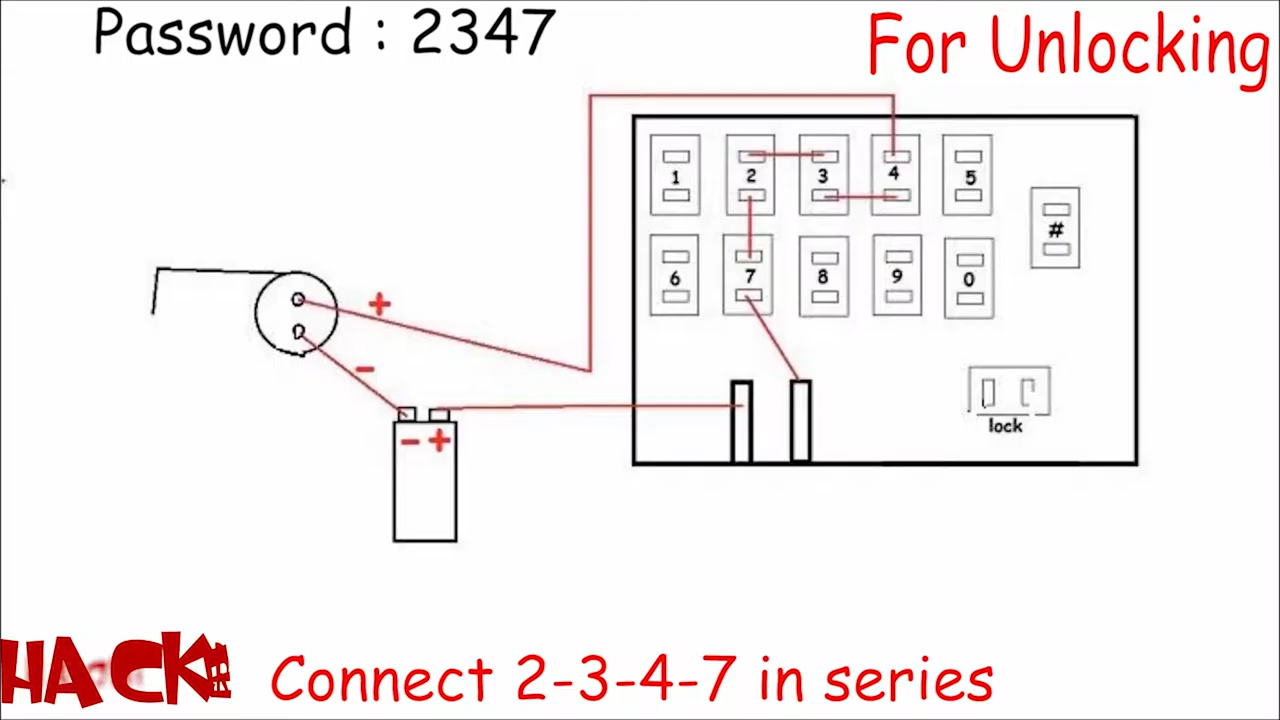 Password : 2347
For Unlocking
1 2 3 4 5
#
6 7 8 9 0
+
-
- +
lock
HACK
Connect 2-3-4-7 in series